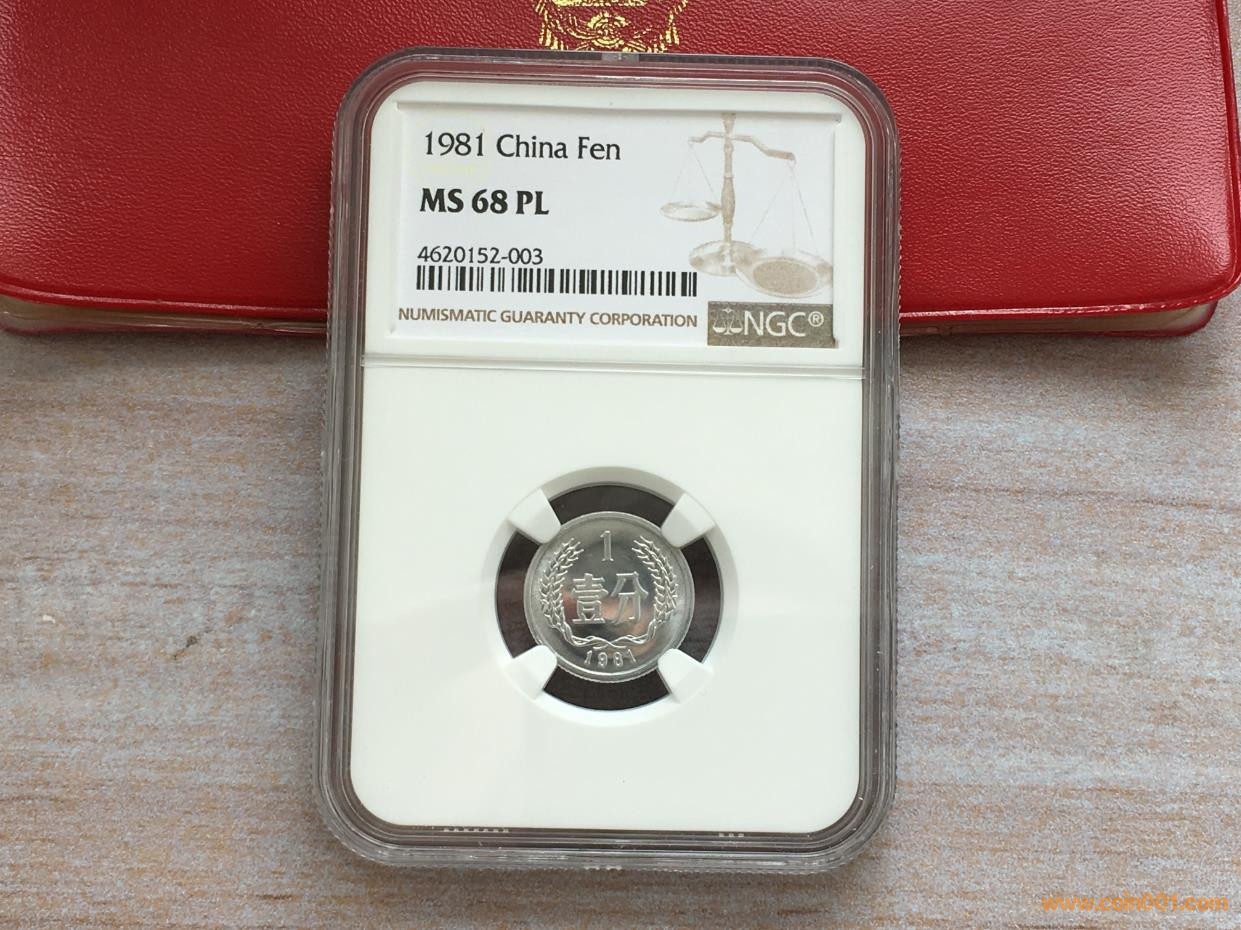 1981 China Fen
MS 68 PL
4620152-003
NUMISMATIC GUARANTY CORPORATION
NGC®
1
壹分
1981
www.coin001.com